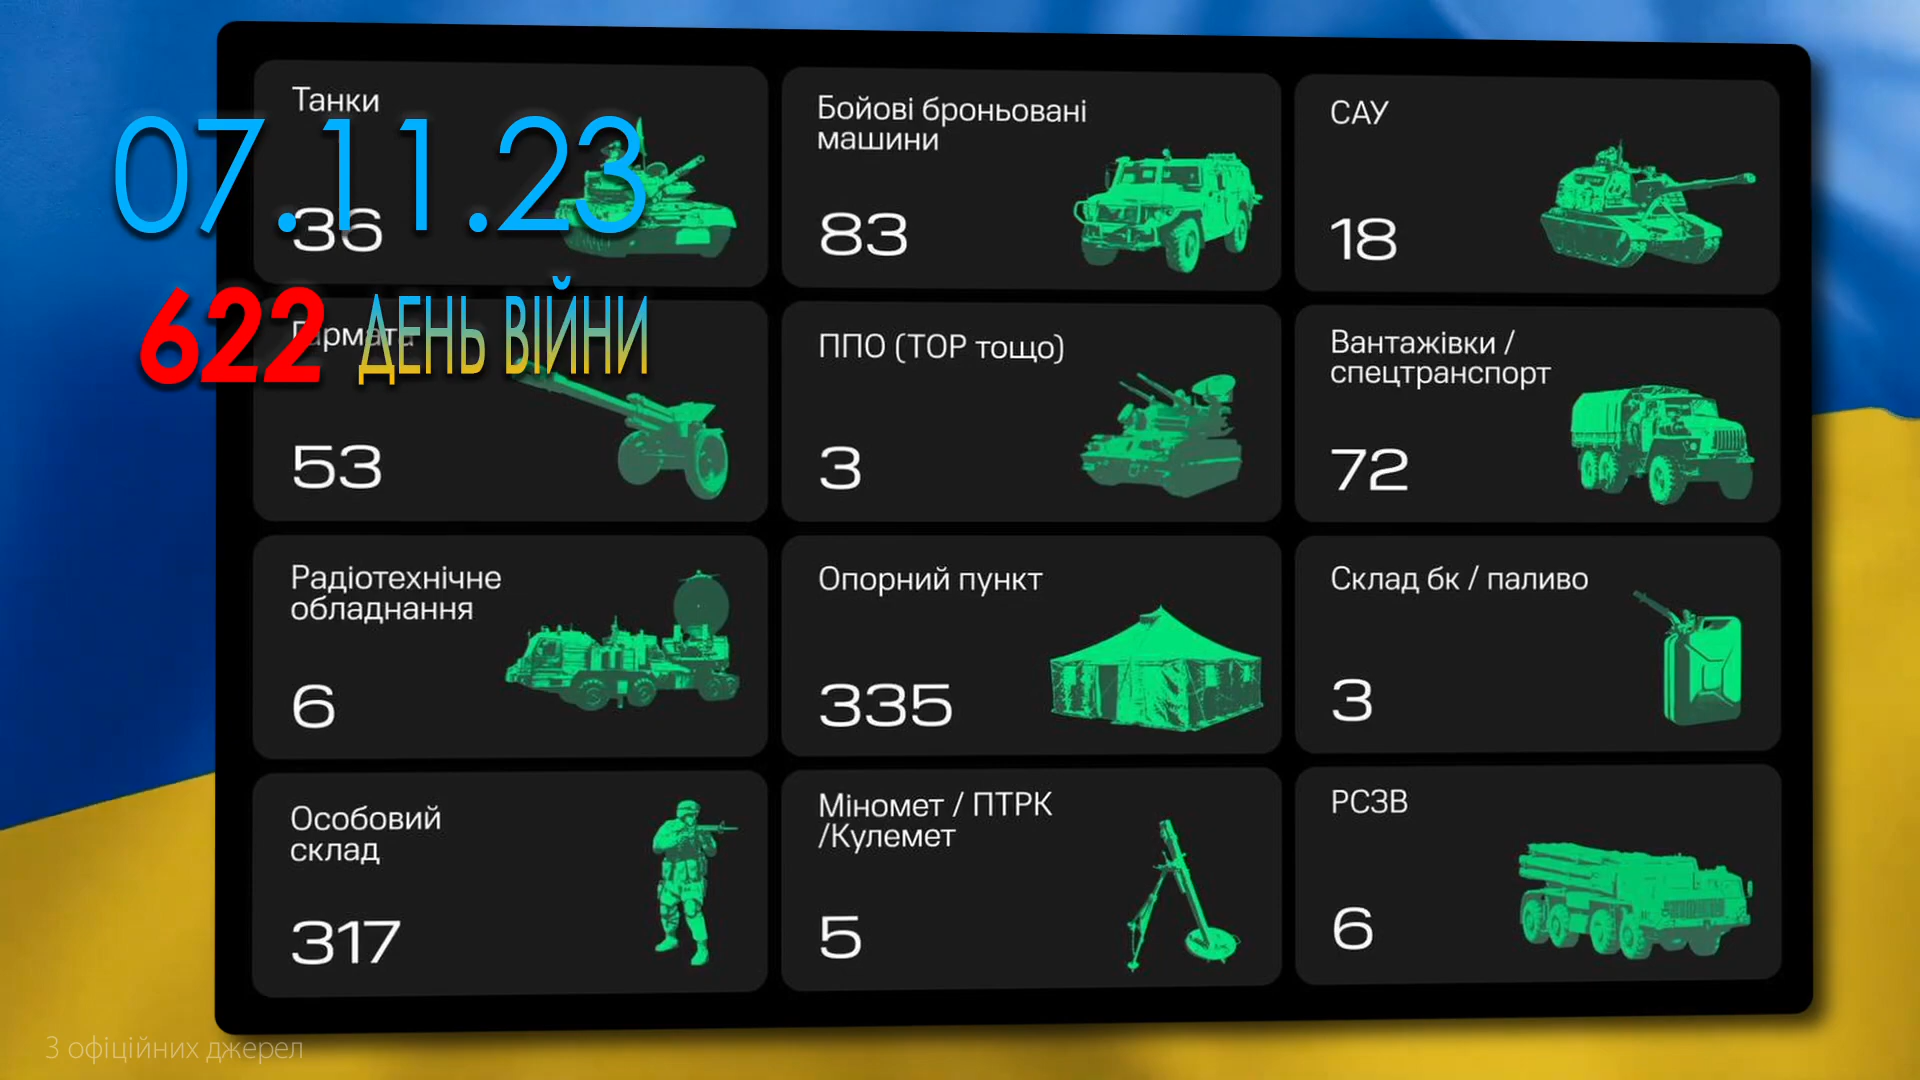 07.11.23
622 ДЕНЬ ВІЙНИ
Танки
36
Бойові броньовані
машини
83
САУ
18
Гармата
53
ППО (ТОР тощо)
3
Вантажівки /
спецтранспорт
72
Радіотехнічне
обладнання
6
Опорний пункт
335
Склад бк / паливо
3
Особовий
склад
317
Міномет / ПТРК
/Кулемет
5
РСЗВ
6
З офіційних джерел